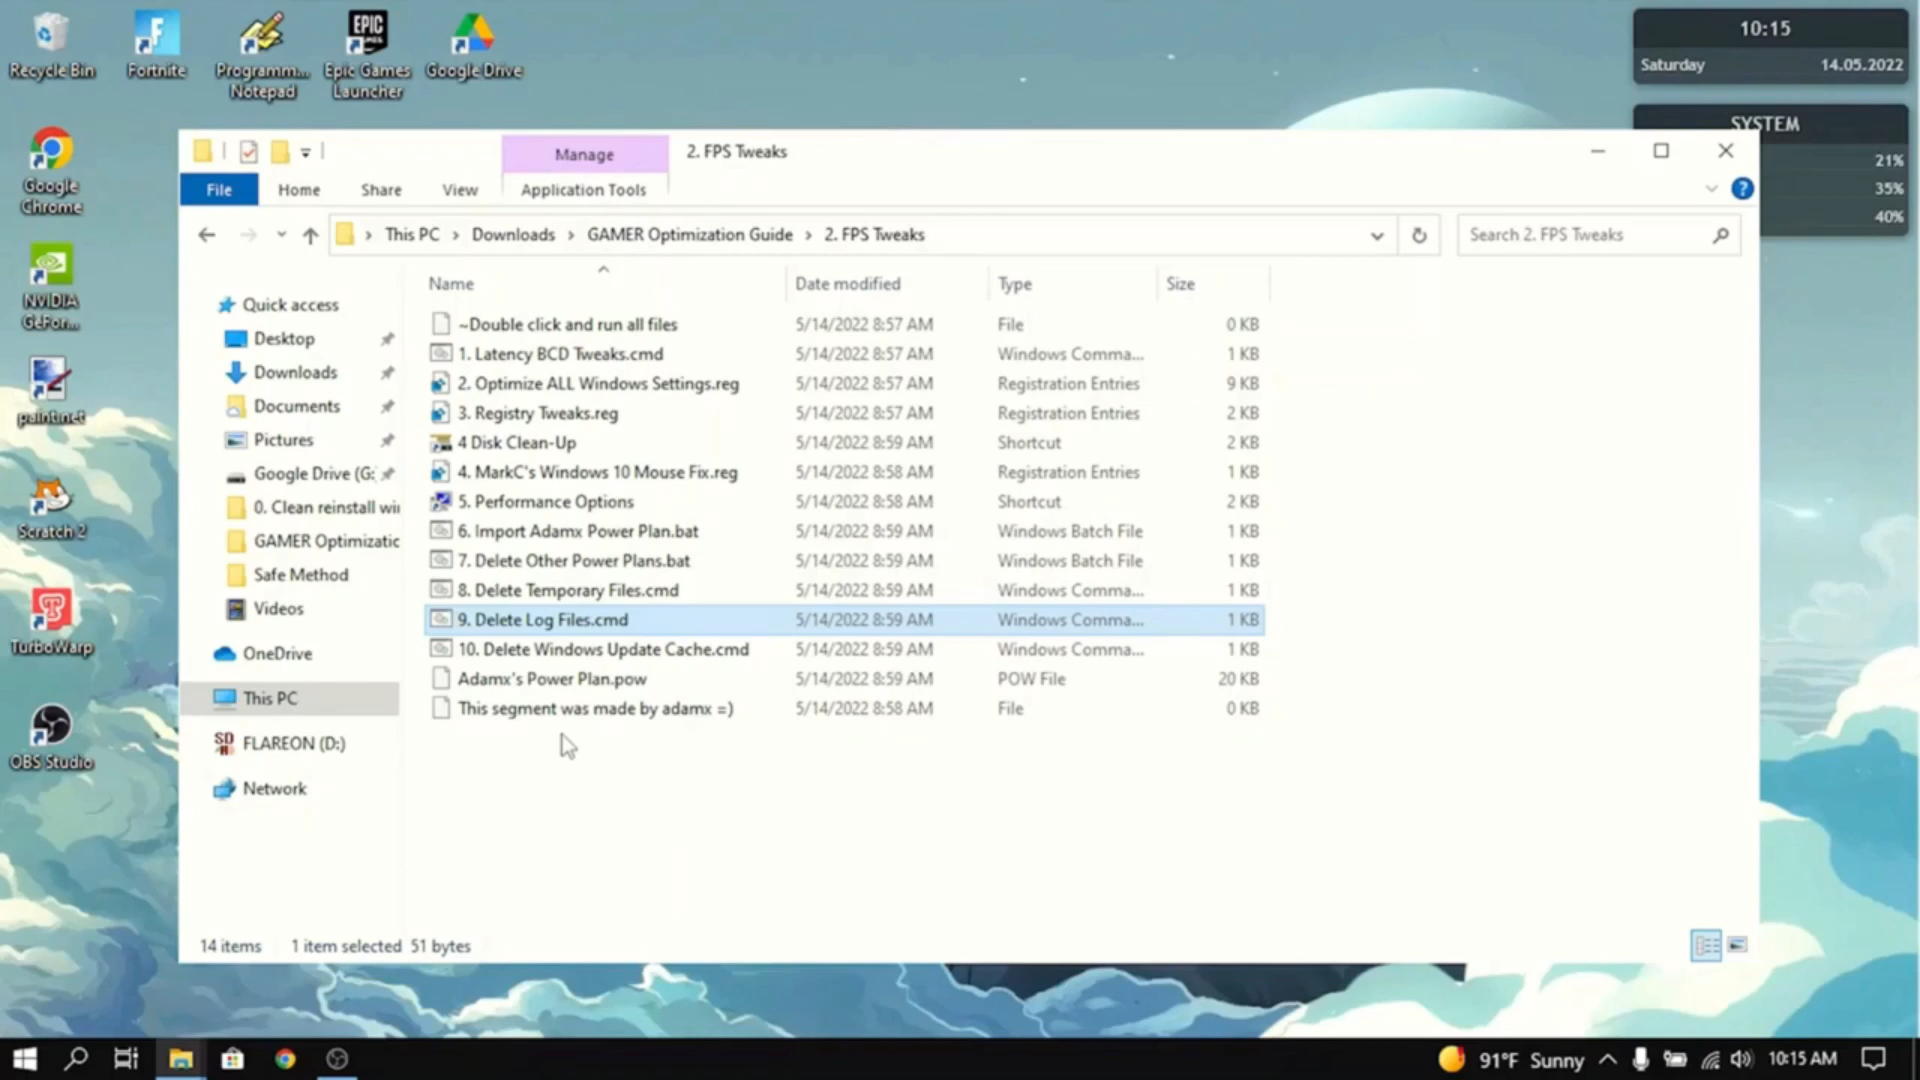 Recycle Bin
Fortnite
Programm...
Notepad
EPIC
GAMES
Epic Games
Launcher
Google Drive
10:15
Saturday 14.05.2022
SYSTEM
21%
35%
40%
Google
Chrome
NVIDIA
GeFor...
paint.net
Scratch 2
TurboWarp
OBS Studio
Manage
2. FPS Tweaks
File Home Share View Application Tools
This PC > Downloads > GAMER Optimization Guide > 2. FPS Tweaks
Search 2. FPS Tweaks
Quick access
Desktop
Downloads
Documents
Pictures
Google Drive (G:
0. Clean reinstall wi
GAMER Optimizatic
Safe Method
Videos
OneDrive
This PC
FLAREON (D:)
Network
Name Date modified Type Size
~Double click and run all files 5/14/2022 8:57 AM File 0 KB
1. Latency BCD Tweaks.cmd 5/14/2022 8:57 AM Windows Comma... 1 KB
2. Optimize ALL Windows Settings.reg 5/14/2022 8:57 AM Registration Entries 9 KB
3. Registry Tweaks.reg 5/14/2022 8:57 AM Registration Entries 2 KB
4 Disk Clean-Up 5/14/2022 8:59 AM Shortcut 2 KB
4. MarkC's Windows 10 Mouse Fix.reg 5/14/2022 8:58 AM Registration Entries 1 KB
5. Performance Options 5/14/2022 8:58 AM Shortcut 2 KB
6. Import Adamx Power Plan.bat 5/14/2022 8:59 AM Windows Batch File 1 KB
7. Delete Other Power Plans.bat 5/14/2022 8:59 AM Windows Batch File 1 KB
8. Delete Temporary Files.cmd 5/14/2022 8:59 AM Windows Comma... 1 KB
9. Delete Log Files.cmd 5/14/2022 8:59 AM Windows Comma... 1 KB
10. Delete Windows Update Cache.cmd 5/14/2022 8:59 AM Windows Comma... 1 KB
Adamx's Power Plan.pow 5/14/2022 8:59 AM POW File 20 KB
This segment was made by adamx =) 5/14/2022 8:58 AM File 0 KB
14 items 1 item selected 51 bytes
91°F Sunny
10:15 AM